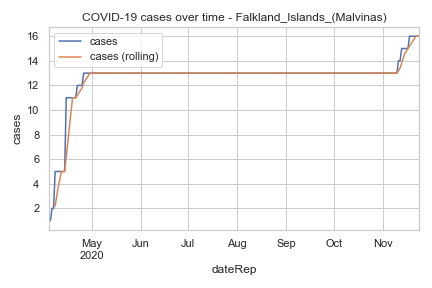 COVID-19 cases over time - Falkland_Islands_(Malvinas)
cases
cases (rolling)
16
14
12
10
8
6
4
2
cases
May Jun Jul Aug Sep Oct Nov
2020
dateRep